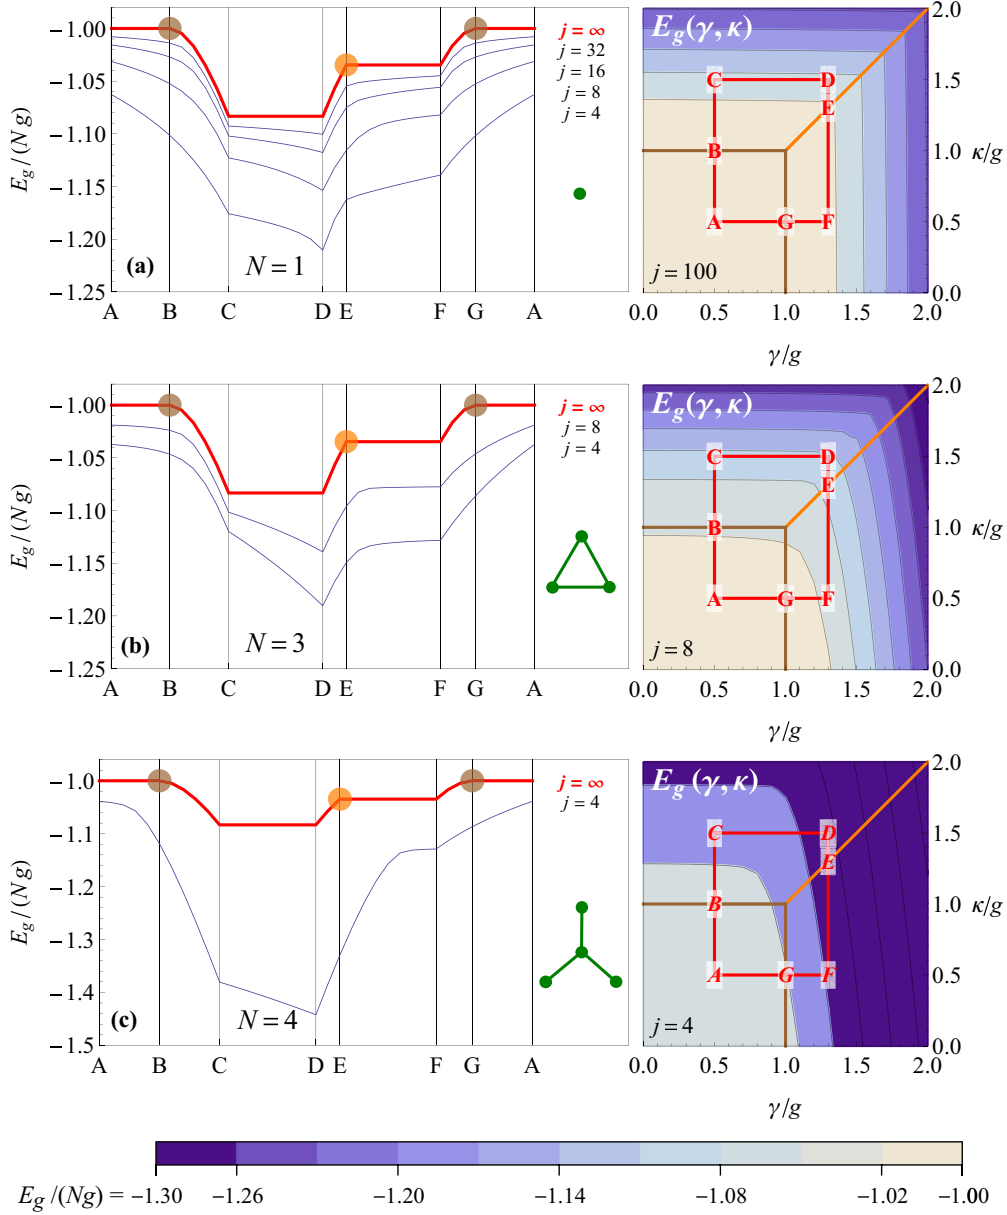 −1.00
−1.05
−1.10
−1.15
−1.20
−1.25
E_g/(N g)
j = ∞
j = 32
j = 16
j = 8
j = 4
(a)
N = 1
A B C D E F G A
E_g(γ, κ)
C D
E
B
A G F
j = 100
2.0
1.5
1.0
0.5
0.0
κ/g
0.0 0.5 1.0 1.5 2.0
γ/g
−1.00
−1.05
−1.10
−1.15
−1.20
−1.25
E_g/(N g)
j = ∞
j = 8
j = 4
(b)
N = 3
A B C D E F G A
E_g(γ, κ)
C D
E
B
A G F
j = 8
2.0
1.5
1.0
0.5
0.0
κ/g
0.0 0.5 1.0 1.5 2.0
γ/g
−1.0
−1.1
−1.2
−1.3
−1.4
−1.5
E_g/(N g)
j = ∞
j = 4
(c)
N = 4
A B C D E F G A
E_g(γ, κ)
C D
E
B
A G F
j = 4
2.0
1.5
1.0
0.5
0.0
κ/g
0.0 0.5 1.0 1.5 2.0
γ/g
E_g/(Ng) = −1.30 −1.26 −1.20 −1.14 −1.08 −1.02 −1.00